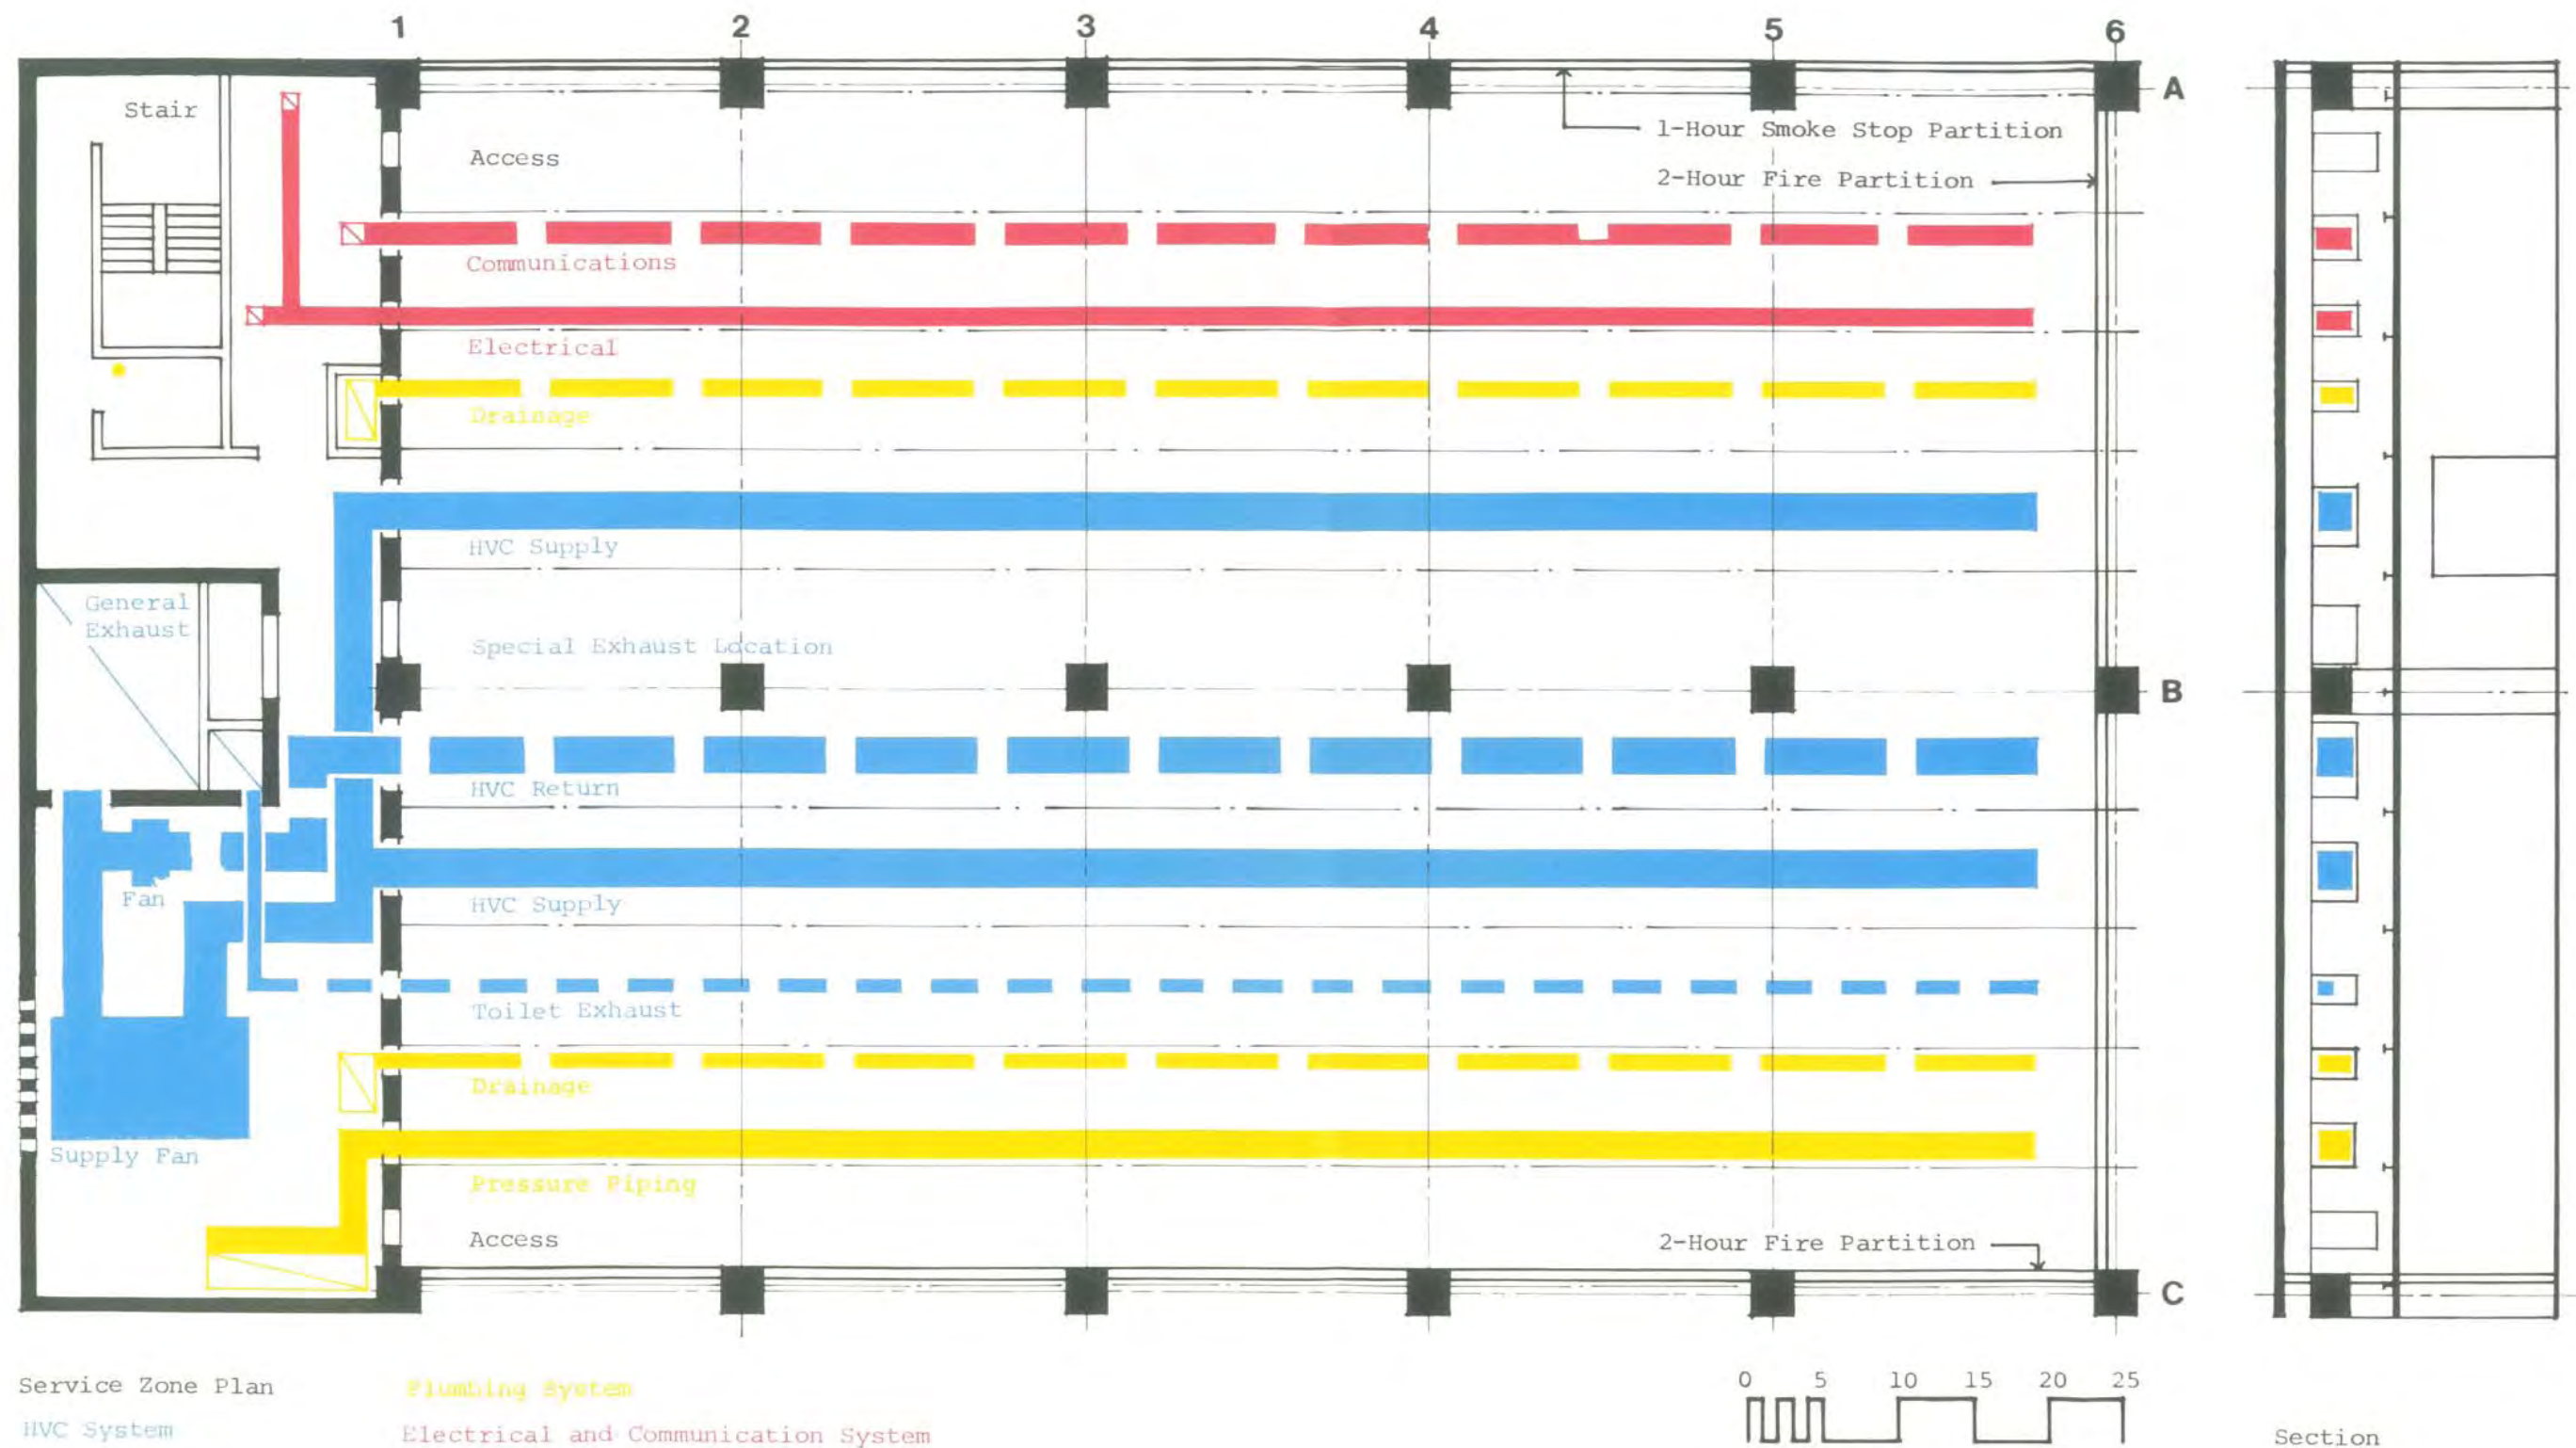 1 2 3 4 5 6
A
Stair
1-Hour Smoke Stop Partition
Access
2-Hour Fire Partition
Communications
Electrical
Drainage
HVC Supply
General
Exhaust
Special Exhaust Location
B
HVC Return
Fan
HVC Supply
Toilet Exhaust
Drainage
Supply Fan
Pressure Piping
Access
2-Hour Fire Partition
C
Service Zone Plan
Plumbing System
0 5 10 15 20 25
HVC System
Electrical and Communication System
Section